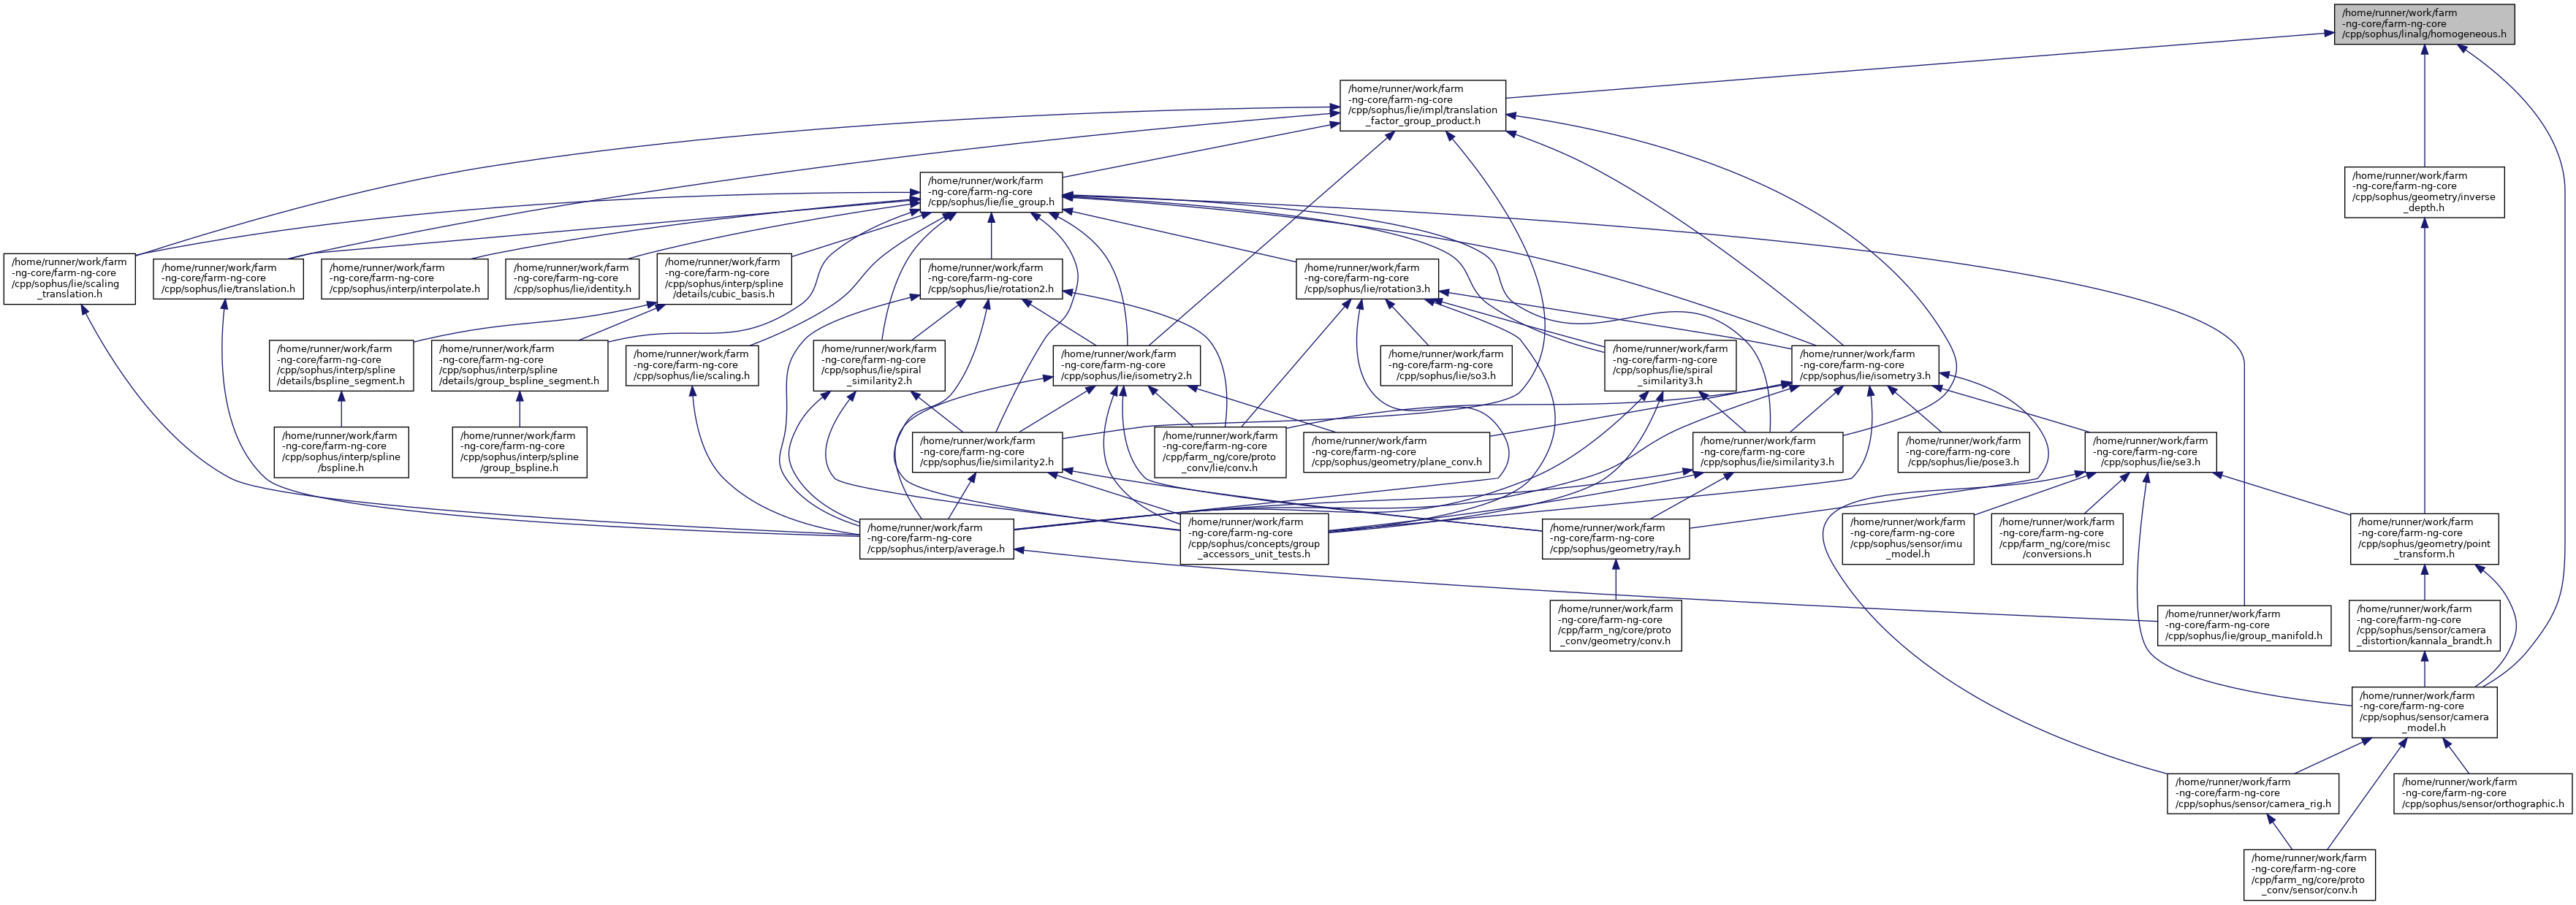 /home/runner/work/farm
-ng-core/farm-ng-core
/cpp/sophus/linalg/homogeneous.h
/home/runner/work/farm
-ng-core/farm-ng-core
/cpp/sophus/lie/impl/translation
_factor_group_product.h
/home/runner/work/farm
-ng-core/farm-ng-core
/cpp/sophus/geometry/inverse
_depth.h
/home/runner/work/farm
-ng-core/farm-ng-core
/cpp/sophus/lie/lie_group.h
/home/runner/work/farm
-ng-core/farm-ng-core
/cpp/sophus/lie/scaling
_translation.h
/home/runner/work/farm
-ng-core/farm-ng-core
/cpp/sophus/lie/translation.h
/home/runner/work/farm
-ng-core/farm-ng-core
/cpp/sophus/interp/interpolate.h
/home/runner/work/farm
-ng-core/farm-ng-core
/cpp/sophus/lie/identity.h
/home/runner/work/farm
-ng-core/farm-ng-core
/cpp/sophus/interp/spline
/details/cubic_basis.h
/home/runner/work/farm
-ng-core/farm-ng-core
/cpp/sophus/lie/rotation2.h
/home/runner/work/farm
-ng-core/farm-ng-core
/cpp/sophus/lie/rotation3.h
/home/runner/work/farm
-ng-core/farm-ng-core
/cpp/sophus/interp/spline
/details/bspline_segment.h
/home/runner/work/farm
-ng-core/farm-ng-core
/cpp/sophus/interp/spline
/details/group_bspline_segment.h
/home/runner/work/farm
-ng-core/farm-ng-core
/cpp/sophus/lie/scaling.h
/home/runner/work/farm
-ng-core/farm-ng-core
/cpp/sophus/lie/spiral
_similarity2.h
/home/runner/work/farm
-ng-core/farm-ng-core
/cpp/sophus/lie/isometry2.h
/home/runner/work/farm
-ng-core/farm-ng-core
/cpp/sophus/lie/so3.h
/home/runner/work/farm
-ng-core/farm-ng-core
/cpp/sophus/lie/spiral
_similarity3.h
/home/runner/work/farm
-ng-core/farm-ng-core
/cpp/sophus/lie/isometry3.h
/home/runner/work/farm
-ng-core/farm-ng-core
/cpp/sophus/interp/spline
/bspline.h
/home/runner/work/farm
-ng-core/farm-ng-core
/cpp/sophus/interp/spline
/group_bspline.h
/home/runner/work/farm
-ng-core/farm-ng-core
/cpp/sophus/lie/similarity2.h
/home/runner/work/farm
-ng-core/farm-ng-core
/cpp/farm_ng/core/proto
_conv/lie/conv.h
/home/runner/work/farm
-ng-core/farm-ng-core
/cpp/sophus/geometry/plane_conv.h
/home/runner/work/farm
-ng-core/farm-ng-core
/cpp/sophus/lie/similarity3.h
/home/runner/work/farm
-ng-core/farm-ng-core
/cpp/sophus/lie/pose3.h
/home/runner/work/farm
-ng-core/farm-ng-core
/cpp/sophus/lie/se3.h
/home/runner/work/farm
-ng-core/farm-ng-core
/cpp/sophus/interp/average.h
/home/runner/work/farm
-ng-core/farm-ng-core
/cpp/sophus/concepts/group
_accessors_unit_tests.h
/home/runner/work/farm
-ng-core/farm-ng-core
/cpp/sophus/geometry/ray.h
/home/runner/work/farm
-ng-core/farm-ng-core
/cpp/sophus/sensor/imu
_model.h
/home/runner/work/farm
-ng-core/farm-ng-core
/cpp/farm_ng/core/misc
/conversions.h
/home/runner/work/farm
-ng-core/farm-ng-core
/cpp/sophus/geometry/point
_transform.h
/home/runner/work/farm
-ng-core/farm-ng-core
/cpp/farm_ng/core/proto
_conv/geometry/conv.h
/home/runner/work/farm
-ng-core/farm-ng-core
/cpp/sophus/lie/group_manifold.h
/home/runner/work/farm
-ng-core/farm-ng-core
/cpp/sophus/sensor/camera
_distortion/kannala_brandt.h
/home/runner/work/farm
-ng-core/farm-ng-core
/cpp/sophus/sensor/camera
_model.h
/home/runner/work/farm
-ng-core/farm-ng-core
/cpp/sophus/sensor/camera_rig.h
/home/runner/work/farm
-ng-core/farm-ng-core
/cpp/sophus/sensor/orthographic.h
/home/runner/work/farm
-ng-core/farm-ng-core
/cpp/farm_ng/core/proto
_conv/sensor/conv.h